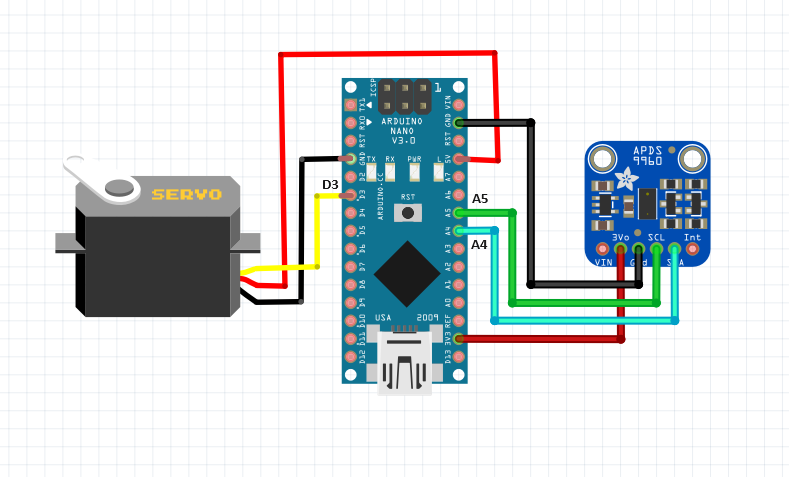 ICSP
1
ARDUINO
NANO
V3.0
TX1
RX0
RST
GND
D2
D3
D4
D5
D6
D7
D8
D9
D10
D11
D12
VIN
GND
RST
5V
A7
A6
A5
A4
A3
A2
A1
A0
REF
3V3
D13
TX RX PWR L
RST
ARDUINO.CC
USA 2009
D3
A5
A4
SERVO
APDS
9960
3Vo SCL Int
VIN Gnd SDA